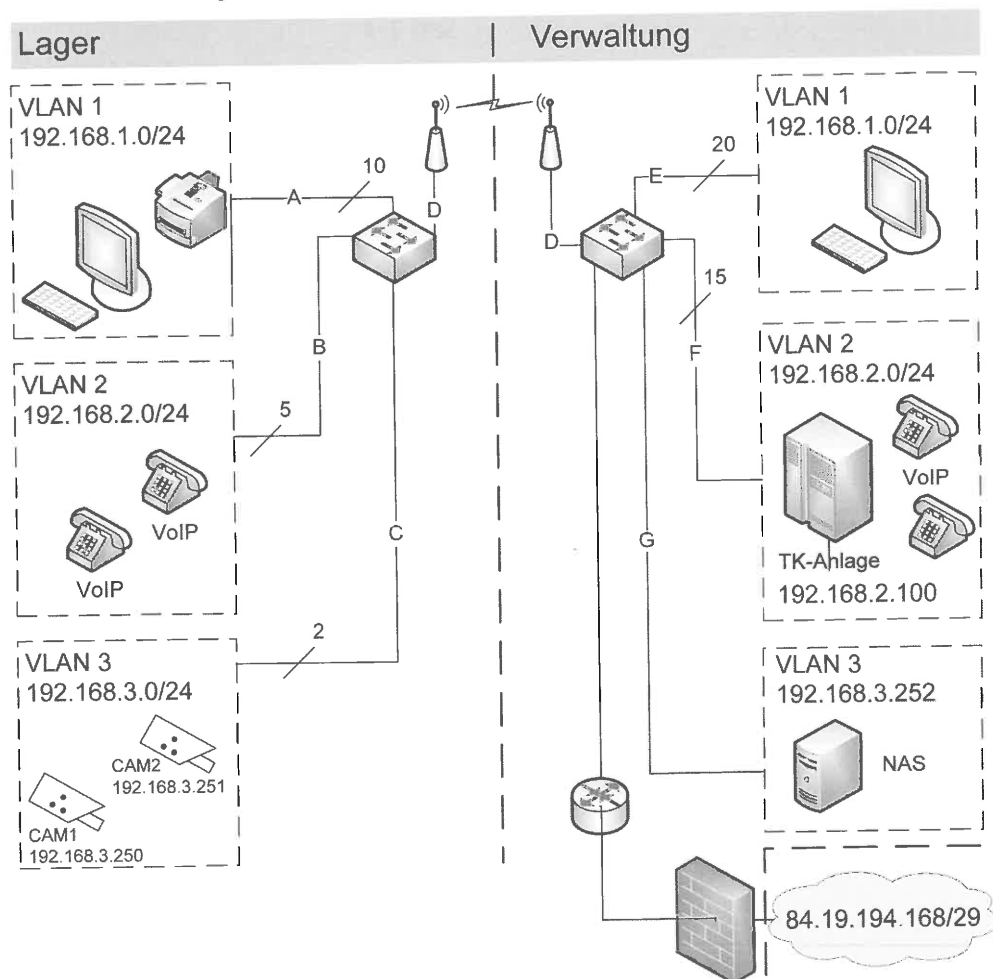 Lager
Verwaltung
VLAN 1
192.168.1.0/24
10
A
D
B
VLAN 2
192.168.2.0/24
5
VoIP
VoIP
C
2
VLAN 3
192.168.3.0/24
CAM2
192.168.3.251
CAM1
192.168.3.250
VLAN 1
192.168.1.0/24
20
E
D
15
F
VLAN 2
192.168.2.0/24
VoIP
TK-Anlage
192.168.2.100
G
VLAN 3
192.168.3.252
NAS
84.19.194.168/29